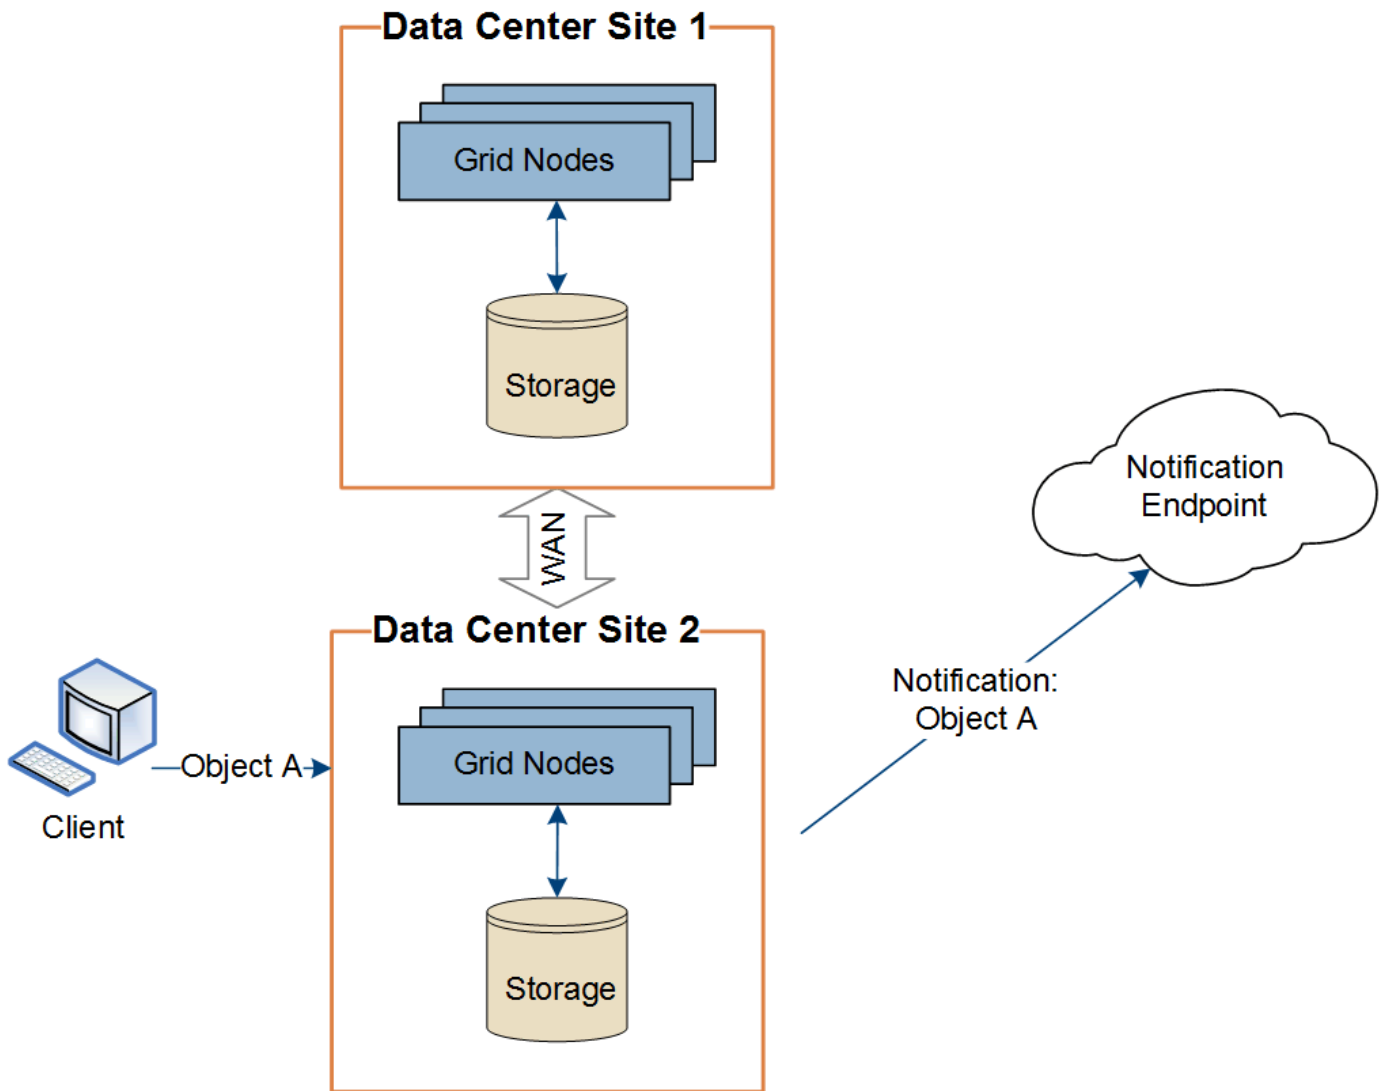 Data Center Site 1
Grid Nodes
Storage
Notification
Endpoint
WAN
Data Center Site 2
Notification:
Object A
Object A
Grid Nodes
Client
Storage